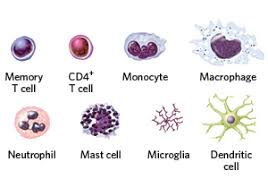 Memory
T cell
CD4⁺
T cell
Monocyte
Macrophage
Neutrophil
Mast cell
Microglia
Dendritic
cell